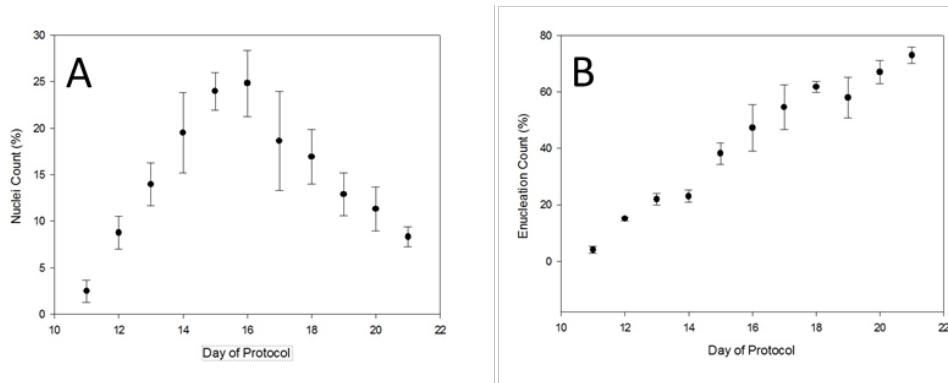 A
30
25
20
15
10
5
0
Nuclei Count (%)
10 12 14 16 18 20 22
Day of Protocol
B
80
60
40
20
0
Enucleation Count (%)
10 12 14 16 18 20 22
Day of Protocol